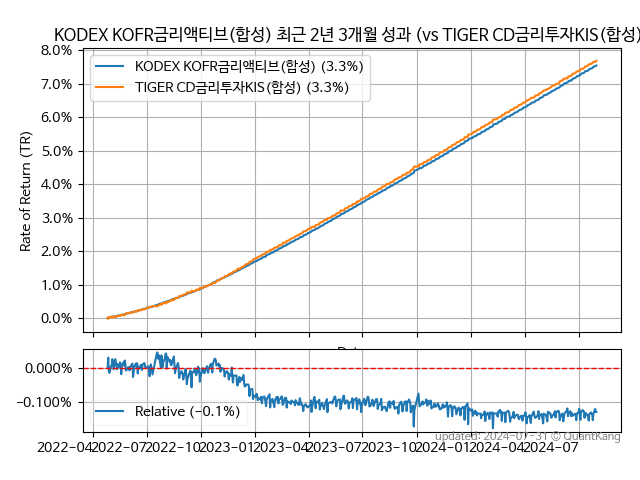 KODEX KOFR금리액티브(합성) 최근 2년 3개월 성과 (vs TIGER CD금리투자KIS(합성)
8.0%
7.0%
6.0%
5.0%
4.0%
3.0%
2.0%
1.0%
0.0%
Rate of Return (TR)
KODEX KOFR금리액티브(합성) (3.3%)
TIGER CD금리투자KIS(합성) (3.3%)
0.000%
−0.100%
Relative (−0.1%)
updated: 2024-07-31 © QuantKang
2022-04 2022-07 2022-10 2023-01 2023-04 2023-07 2023-10 2024-01 2024-04 2024-07